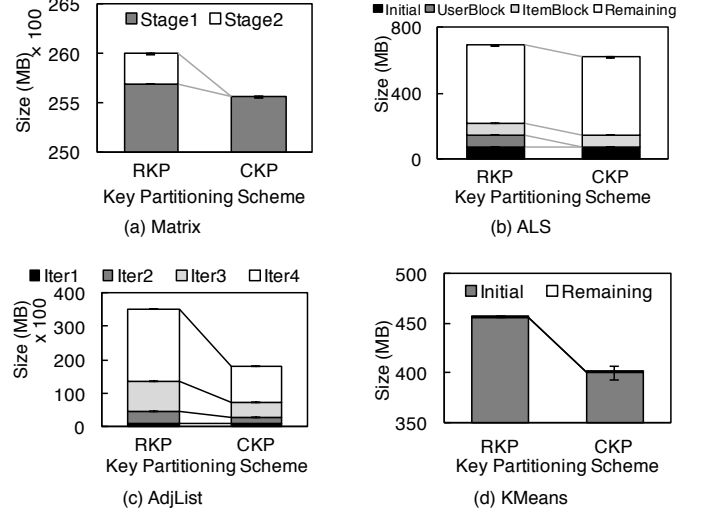 Stage1 Stage2
Size (MB)
x 100
265
260
255
250
RKP CKP
Key Partitioning Scheme
(a) Matrix
Initial UserBlock ItemBlock Remaining
Size (MB)
800
400
0
RKP CKP
Key Partitioning Scheme
(b) ALS
Iter1 Iter2 Iter3 Iter4
Size (MB)
x 100
400
300
200
100
0
RKP CKP
Key Partitioning Scheme
(c) AdjList
Initial Remaining
Size (MB)
500
450
400
350
RKP CKP
Key Partitioning Scheme
(d) KMeans